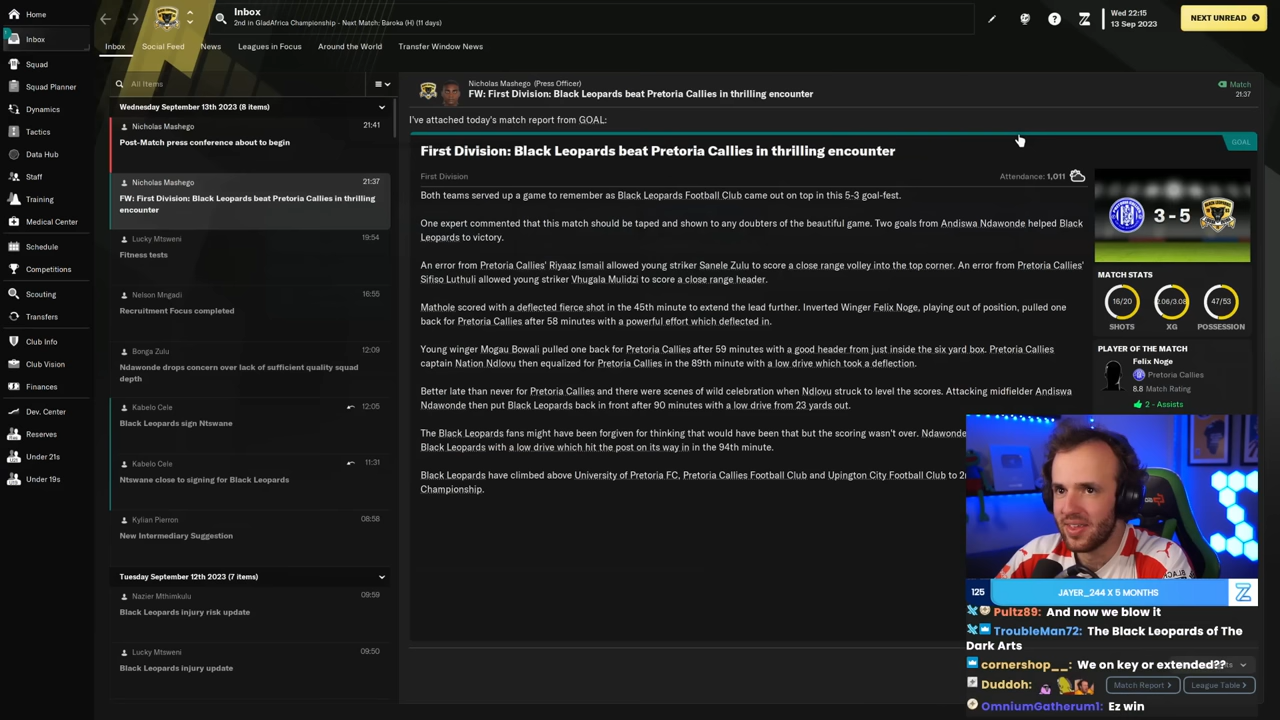 Home
Inbox
Squad
Squad Planner
Dynamics
Tactics
Data Hub
Staff
Training
Medical Center
Schedule
Competitions
Scouting
Transfers
Club Info
Club Vision
Finances
Dev. Center
Reserves
Under 21s
Under 19s
Inbox
2nd in GladAfrica Championship - Next Match: Baroka (H) (11 days)
Wed 22:15
13 Sep 2023
NEXT UNREAD
Inbox Social Feed News Leagues in Focus Around the World Transfer Window News
All Items
Wednesday September 13th 2023 (8 items)
Nicholas Mashego 21:41
Post-Match press conference about to begin
Nicholas Mashego 21:37
FW: First Division: Black Leopards beat Pretoria Callies in thrilling
encounter
Lucky Mtsweni 19:54
Fitness tests
Nelson Mngadi 16:55
Recruitment Focus completed
Bonga Zulu 12:09
Ndawonde drops concern over lack of sufficient quality squad
depth
Kabelo Cele 12:05
Black Leopards sign Ntswane
Kabelo Cele 11:31
Ntswane close to signing for Black Leopards
Kylian Pierron 08:58
New Intermediary Suggestion
Tuesday September 12th 2023 (7 items)
Nazier Mthimkulu 09:59
Black Leopards injury risk update
Lucky Mtsweni 09:50
Black Leopards injury update
Nicholas Mashego (Press Officer)
FW: First Division: Black Leopards beat Pretoria Callies in thrilling encounter
Match
21:37
I've attached today's match report from GOAL:
GOAL
First Division: Black Leopards beat Pretoria Callies in thrilling encounter
First Division Attendance: 1,011
Both teams served up a game to remember as Black Leopards Football Club came out on top in this 5-3 goal-fest.
One expert commented that this match should be taped and shown to any doubters of the beautiful game. Two goals from Andiswa Ndawonde helped Black
Leopards to victory.
An error from Pretoria Callies' Riyaaz Ismail allowed young striker Sanele Zulu to score a close range volley into the top corner. An error from Pretoria Callies'
Sifiso Luthuli allowed young striker Vhugala Mulidzi to score a close range header.
Mathole scored with a deflected fierce shot in the 45th minute to extend the lead further. Inverted Winger Felix Noge, playing out of position, pulled one
back for Pretoria Callies after 58 minutes with a powerful effort which deflected in.
Young winger Mogau Bowali pulled one back for Pretoria Callies after 59 minutes with a good header from just inside the six yard box. Pretoria Callies
captain Nation Ndlovu then equalized for Pretoria Callies in the 89th minute with a low drive which took a deflection.
Better late than never for Pretoria Callies and there were scenes of wild celebration when Ndlovu struck to level the scores. Attacking midfielder Andiswa
Ndawonde then put Black Leopards back in front after 90 minutes with a low drive from 23 yards out.
The Black Leopards fans might have been forgiven for thinking that would have been that but the scoring wasn't over. Ndawonde
Black Leopards with a low drive which hit the post on its way in in the 94th minute.
Black Leopards have climbed above University of Pretoria FC, Pretoria Callies Football Club and Upington City Football Club to
Championship.
3 - 5
MATCH STATS
16/20 2.06/3.08 47/53
SHOTS XG POSSESSION
PLAYER OF THE MATCH
Felix Noge
Pretoria Callies
8.8 Match Rating
2 - Assists
125 JAYER_244 X 5 MONTHS
Pultz89: And now we blow it
TroubleMan72: The Black Leopards of The
Dark Arts
cornershop__: We on key or extended??
Duddoh:
OmniumGatherum1: Ez win
Match Report
League Table